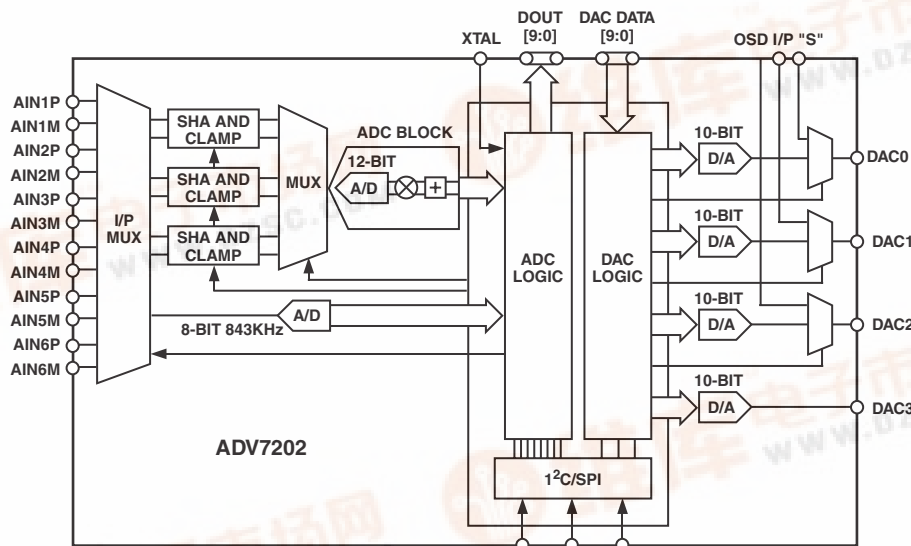 DOUT DAC DATA
XTAL [9:0] [9:0] OSD I/P "S"
AIN1P
AIN1M
AIN2P
AIN2M
AIN3P
AIN3M
AIN4P
AIN4M
AIN5P
AIN5M
AIN6P
AIN6M
I/P
MUX
SHA AND
CLAMP
SHA AND
CLAMP
SHA AND
CLAMP
MUX
ADC BLOCK
12-BIT
A/D
+
8-BIT 843KHz
A/D
ADC
LOGIC
DAC
LOGIC
10-BIT
D/A
DAC0
10-BIT
D/A
DAC1
10-BIT
D/A
DAC2
10-BIT
D/A
DAC3
ADV7202
1²C/SPI